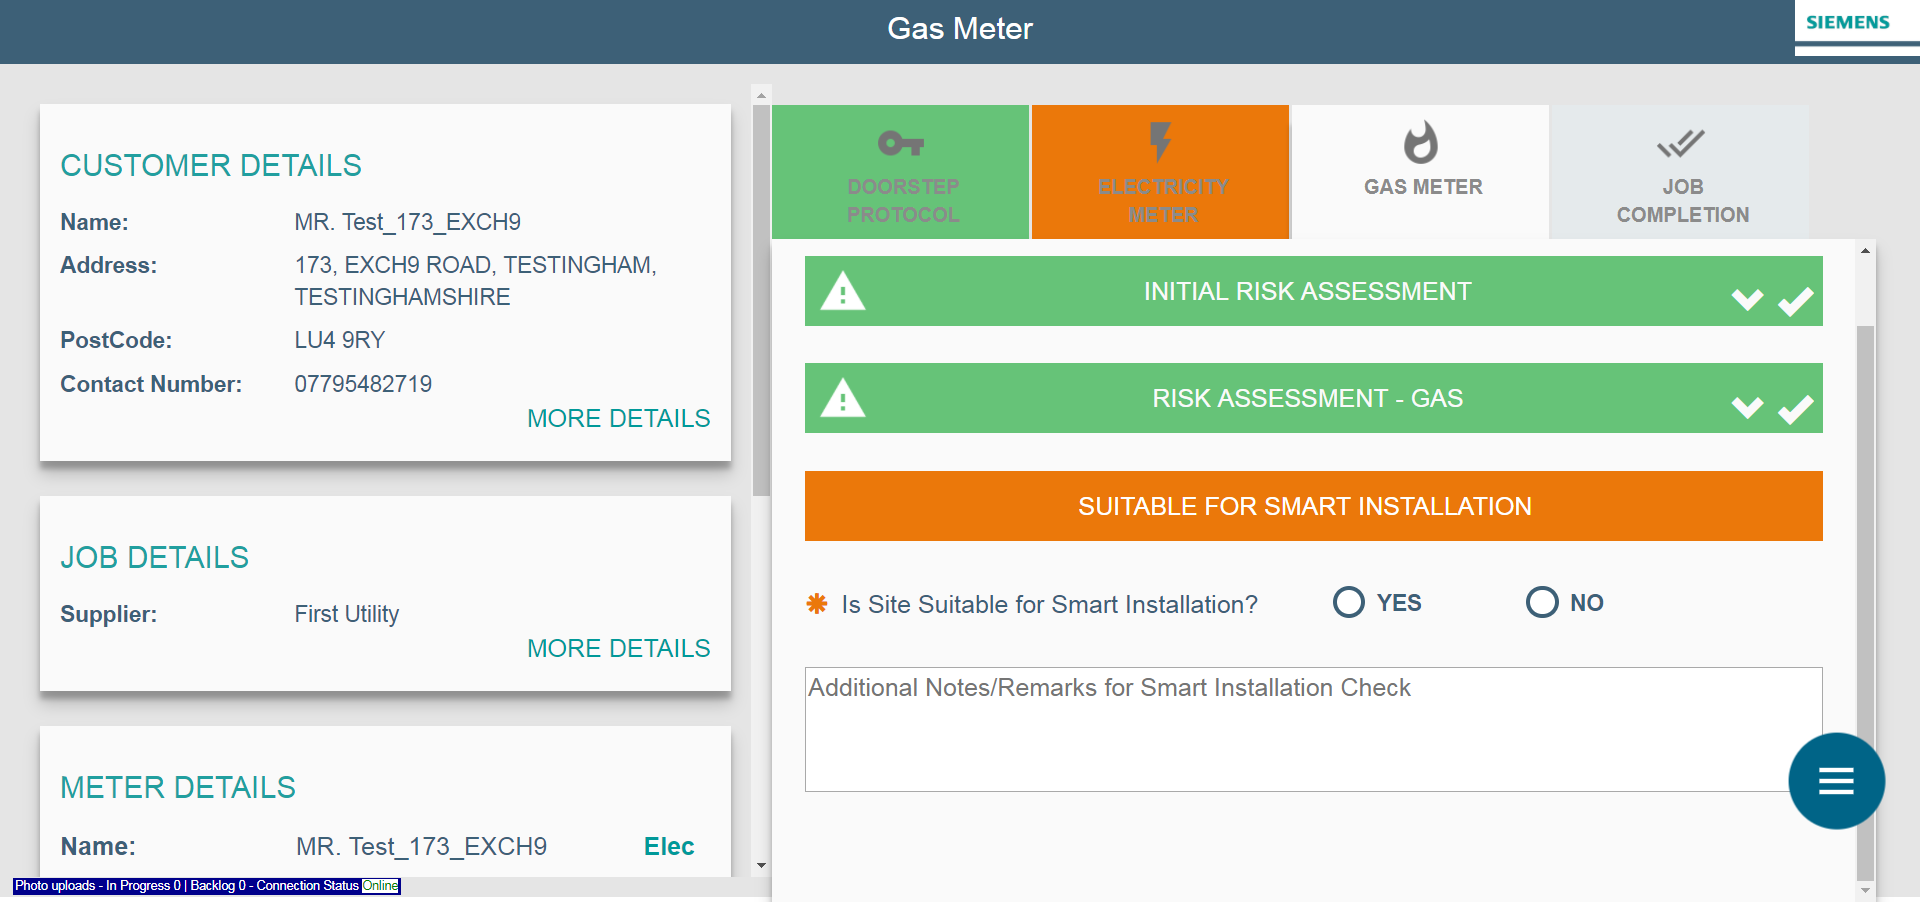 Gas Meter
SIEMENS
CUSTOMER DETAILS
Name: MR. Test_173_EXCH9
Address: 173, EXCH9 ROAD, TESTINGHAM,
TESTINGHAMSHIRE
PostCode: LU4 9RY
Contact Number: 07795482719
MORE DETAILS
JOB DETAILS
Supplier: First Utility
MORE DETAILS
METER DETAILS
Name: MR. Test_173_EXCH9 Elec
Photo uploads - In Progress 0 | Backlog 0 - Connection Status Online
DOORSTEP
PROTOCOL
ELECTRICITY
METER
GAS METER
JOB
COMPLETION
INITIAL RISK ASSESSMENT
RISK ASSESSMENT - GAS
SUITABLE FOR SMART INSTALLATION
Is Site Suitable for Smart Installation? YES NO
Additional Notes/Remarks for Smart Installation Check